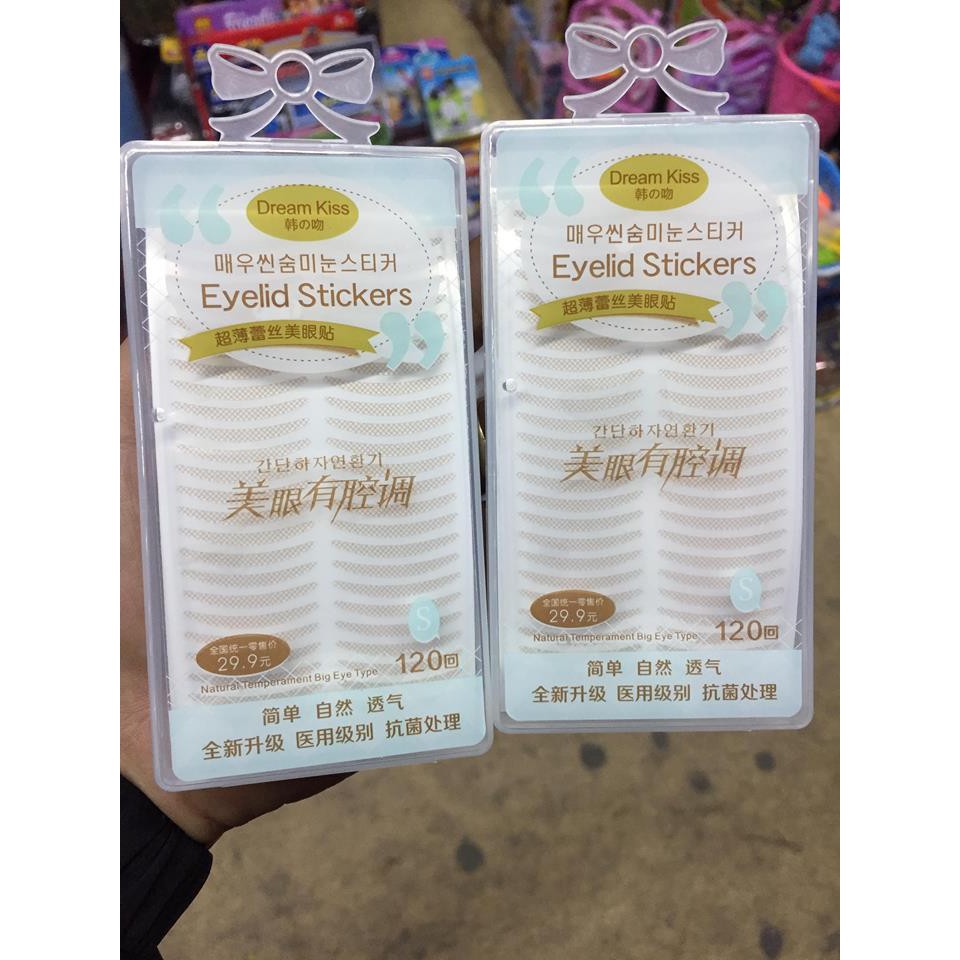 Dream Kiss
韩の吻
매우씬숨미눈스티커
Eyelid Stickers
超薄蕾丝美眼贴
간단하자연환기
美眼有腔调
S
全国统一零售价
29.9元
120回
Natural Temperament Big Eye Type
简单 自然 透气
全新升级 医用级别 抗菌处理
Dream Kiss
韩の吻
매우씬숨미눈스티커
Eyelid Stickers
超薄蕾丝美眼贴
간단하자연환기
美眼有腔调
S
全国统一零售价
29.9元
120回
Natural Temperament Big Eye Type
简单 自然 透气
全新升级 医用级别 抗菌处理